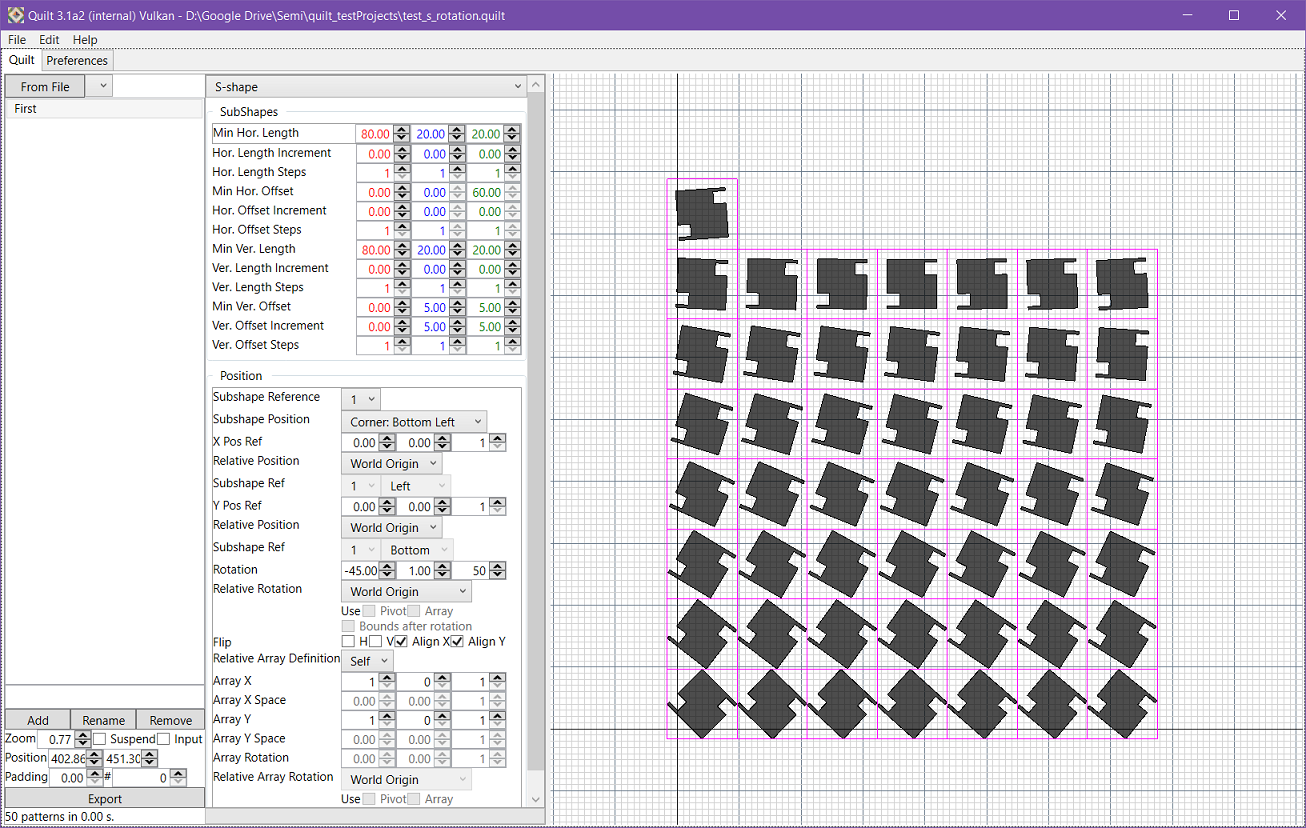 Quilt 3.1a2 (internal) Vulkan - D:\Google Drive\Semi\quilt_testProjects\test_s_rotation.quilt
File Edit Help
Quilt Preferences
From File
First
S-shape
SubShapes
Min Hor. Length 80.00 20.00 20.00
Hor. Length Increment 0.00 0.00 0.00
Hor. Length Steps 1 1 1
Min Hor. Offset 0.00 0.00 60.00
Hor. Offset Increment 0.00 0.00 0.00
Hor. Offset Steps 1 1 1
Min Ver. Length 80.00 20.00 20.00
Ver. Length Increment 0.00 0.00 0.00
Ver. Length Steps 1 1 1
Min Ver. Offset 0.00 5.00 5.00
Ver. Offset Increment 0.00 5.00 5.00
Ver. Offset Steps 1 1 1
Position
Subshape Reference 1
Subshape Position Corner: Bottom Left
X Pos Ref 0.00 0.00 1
Relative Position World Origin
Subshape Ref 1 Left
Y Pos Ref 0.00 0.00 1
Relative Position World Origin
Subshape Ref 1 Bottom
Rotation -45.00 1.00 50
Relative Rotation World Origin
Use Pivot Array
Bounds after rotation
Flip H V Align X Align Y
Relative Array Definition Self
Array X 1 0 1
Array X Space 0.00 0.00 1
Array Y 1 0 1
Array Y Space 0.00 0.00 1
Array Rotation 0.00 0.00 1
Relative Array Rotation World Origin
Use Pivot Array
Add Rename Remove
Zoom 0.77 Suspend Input
Position 402.86 451.30
Padding 0.00 # 0
Export
50 patterns in 0.00 s.